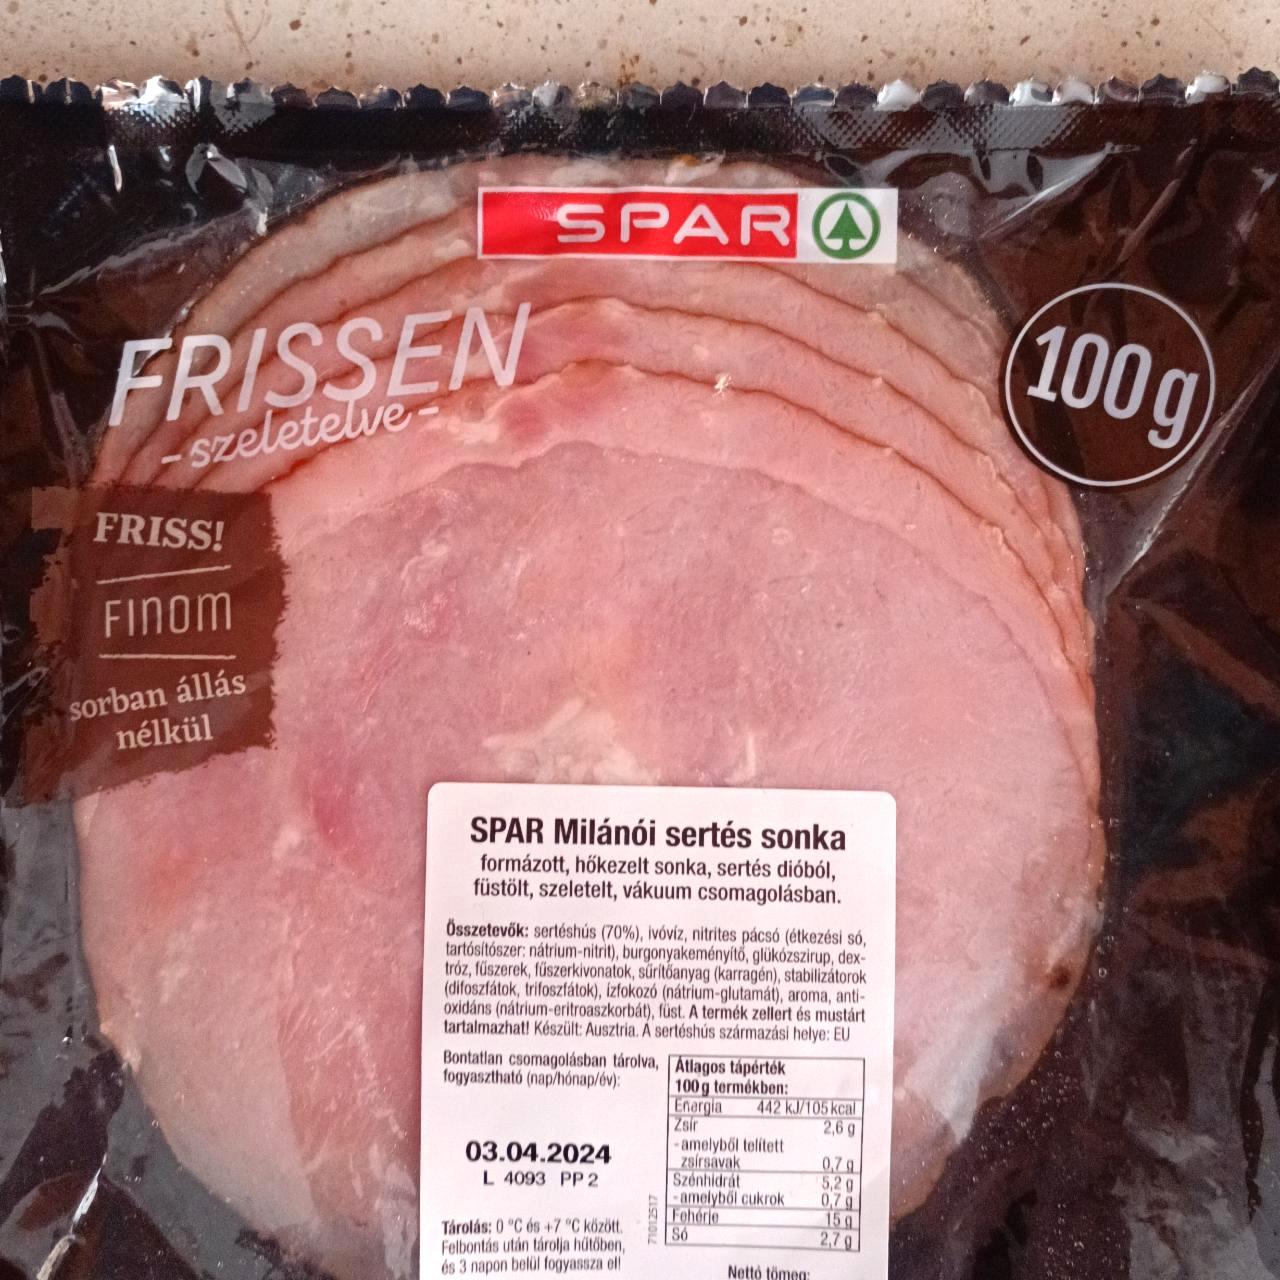 SPAR
FRISSEN
- szeletelve -
100g
FRISS!
FINOM
sorban állás
nélkül
SPAR Milánói sertés sonka
formázott, hőkezelt sonka, sertés dióból,
füstölt, szeletelt, vákuum csomagolásban.
Összetevők: sertéshús (70%), ivóvíz, nitrites pácsó (étkezési só,
tartósítószer: nátrium-nitrit), burgonyakeményítő, glükózszirup, dex-
tróz, fűszerek, fűszerkivonatok, sűrítőanyag (karragén), stabilizátorok
(difoszfátok, trifoszfátok), ízfokozó (nátrium-glutamát), aroma, anti-
oxidáns (nátrium-eritroaszkorbát), füst. A termék zellert és mustárt
tartalmazhat! Készült: Ausztria. A sertéshús származási helye: EU
Bontatlan csomagolásban tárolva,
fogyasztható (nap/hónap/év):
03.04.2024
L 4093 PP 2
Tárolás: 0 °C és +7 °C között.
Felbontás után tárolja hűtőben,
és 3 napon belül fogyassza el!
71012517
Átlagos tápérték
100 g termékben:
Energia 442 kJ/105 kcal
Zsír 2,6 g
- amelyből telített
zsírsavak 0,7 g
Szénhidrát 5,2 g
- amelyből cukrok 0,7 g
Fehérje 15 g
Só 2,7 g
Nettó tömeg: